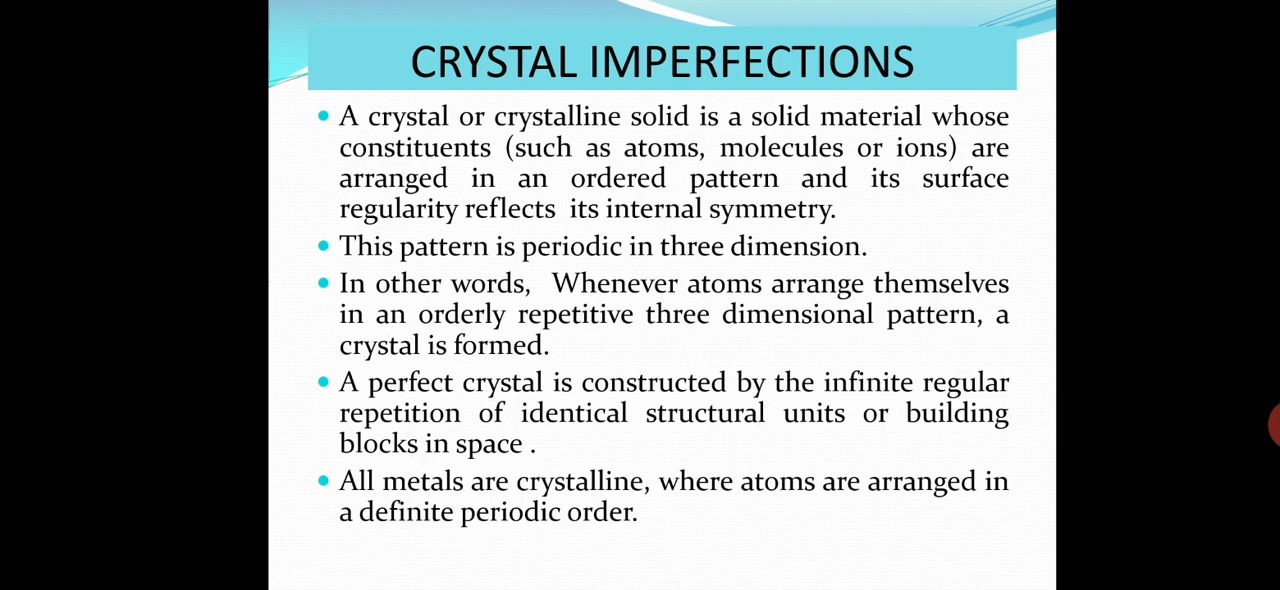 CRYSTAL IMPERFECTIONS
• A crystal or crystalline solid is a solid material whose
constituents (such as atoms, molecules or ions) are
arranged in an ordered pattern and its surface
regularity reflects its internal symmetry.
• This pattern is periodic in three dimension.
• In other words, Whenever atoms arrange themselves
in an orderly repetitive three dimensional pattern, a
crystal is formed.
• A perfect crystal is constructed by the infinite regular
repetition of identical structural units or building
blocks in space .
• All metals are crystalline, where atoms are arranged in
a definite periodic order.